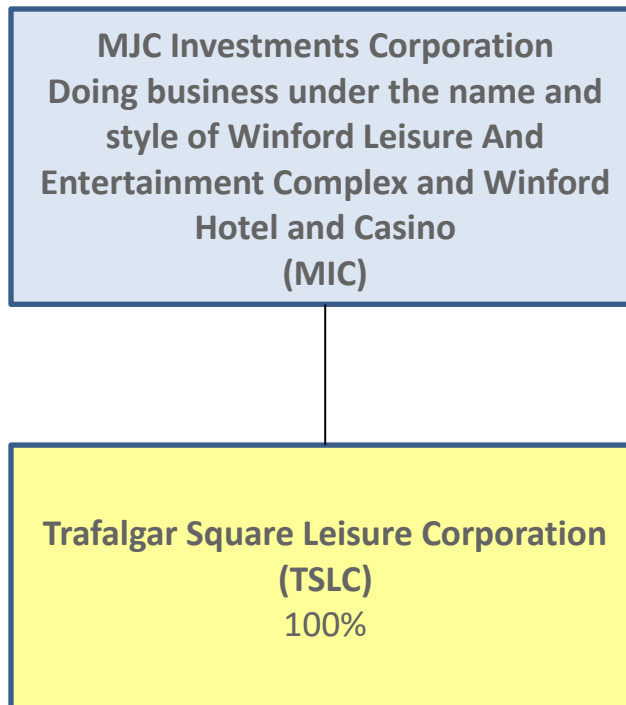 MJC Investments Corporation
Doing business under the name and
style of Winford Leisure And
Entertainment Complex and Winford
Hotel and Casino
(MIC)
Trafalgar Square Leisure Corporation
(TSLC)
100%